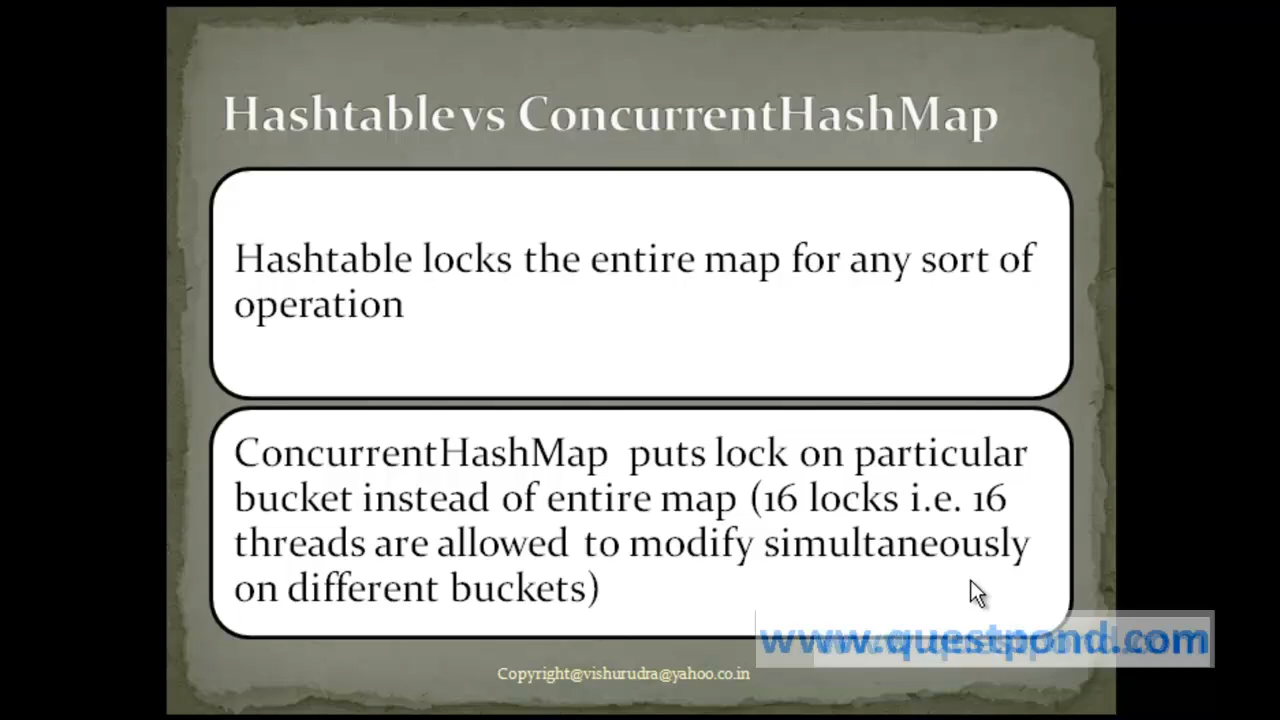 Hashtable vs ConcurrentHashMap
Hashtable locks the entire map for any sort of
operation
ConcurrentHashMap puts lock on particular
bucket instead of entire map (16 locks i.e. 16
threads are allowed to modify simultaneously
on different buckets)
www.questpond.com
Copyright@vishurudra@yahoo.co.in